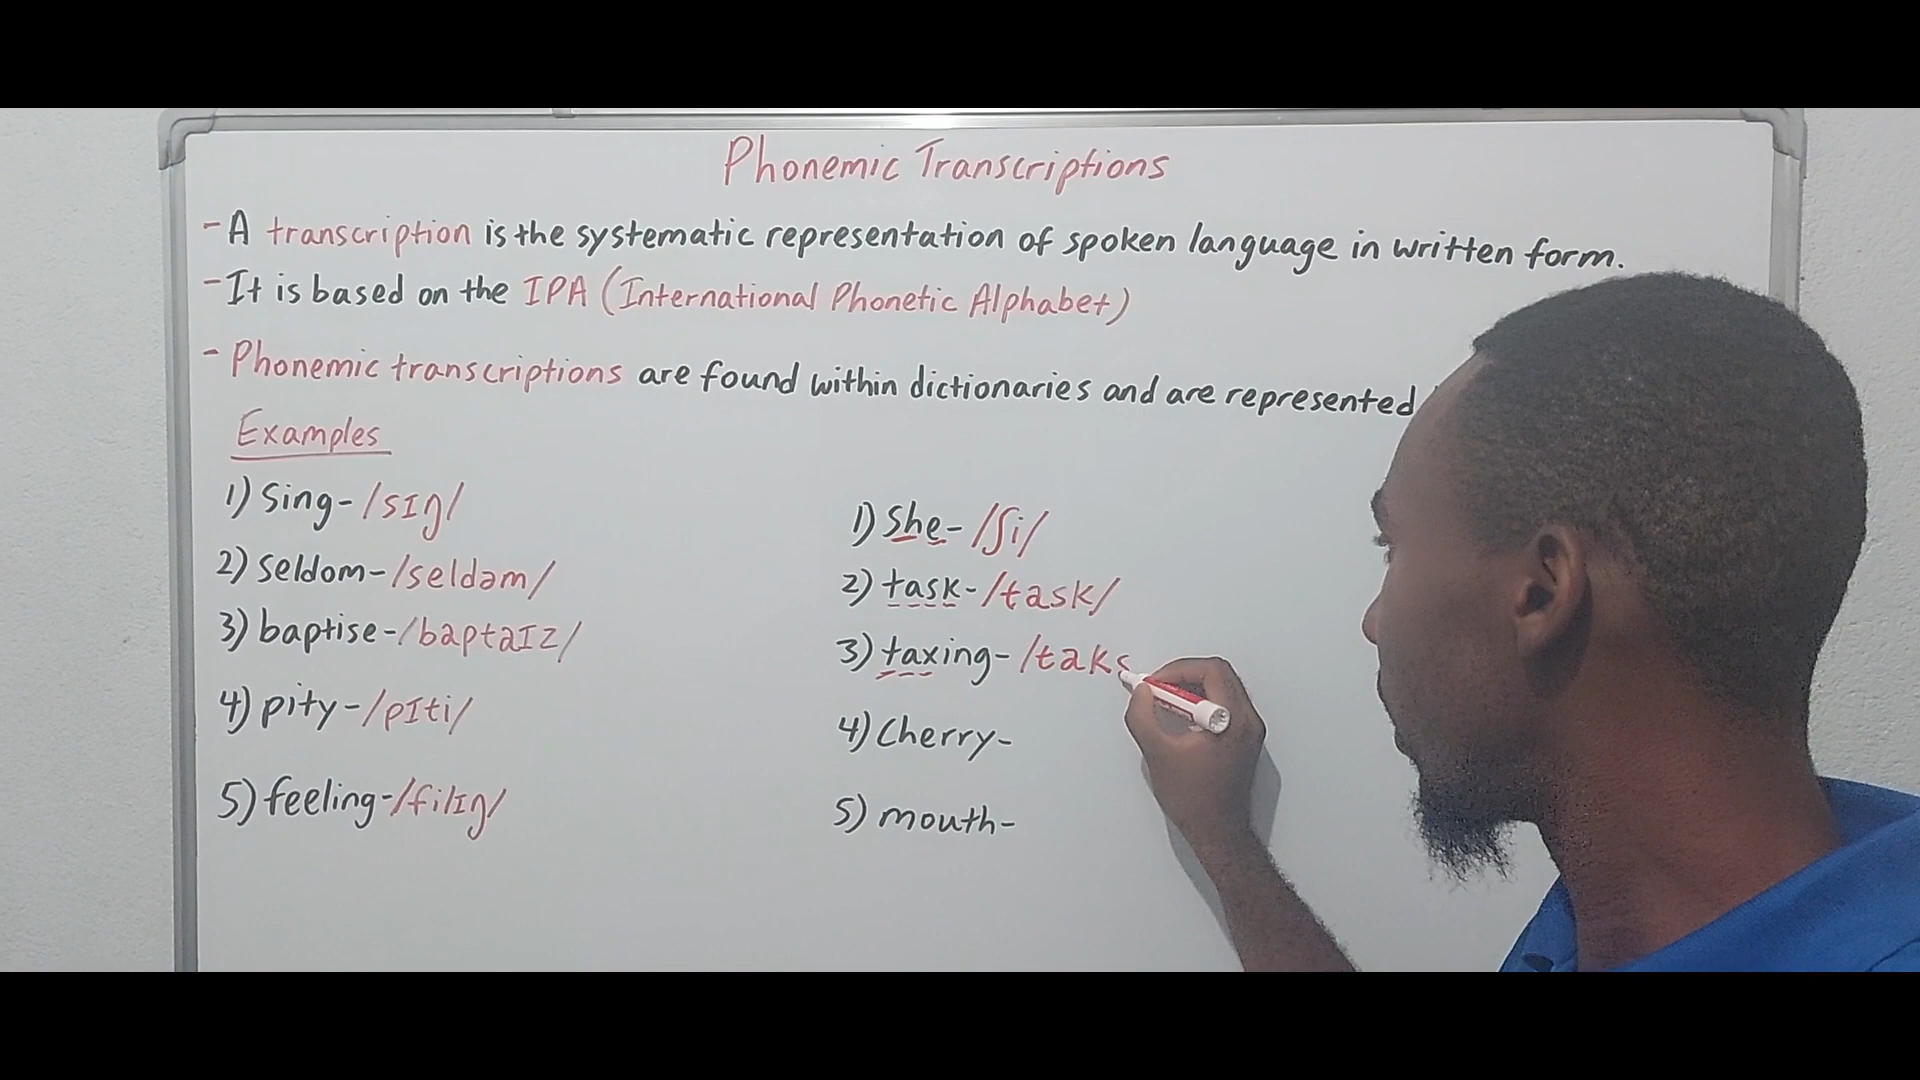 Phonemic Transcriptions
- A transcription is the systematic representation of spoken language in written form.
- It is based on the IPA (International Phonetic Alphabet)
- Phonemic transcriptions are found within dictionaries and are represented
Examples
1) Sing - /sɪŋ/
2) seldom - /seldəm/
3) baptise - /baptaɪz/
4) pity - /pɪti/
5) feeling - /filɪŋ/
1) She - /ʃi/
2) task - /task/
3) taxing - /taks
4) Cherry -
5) mouth -